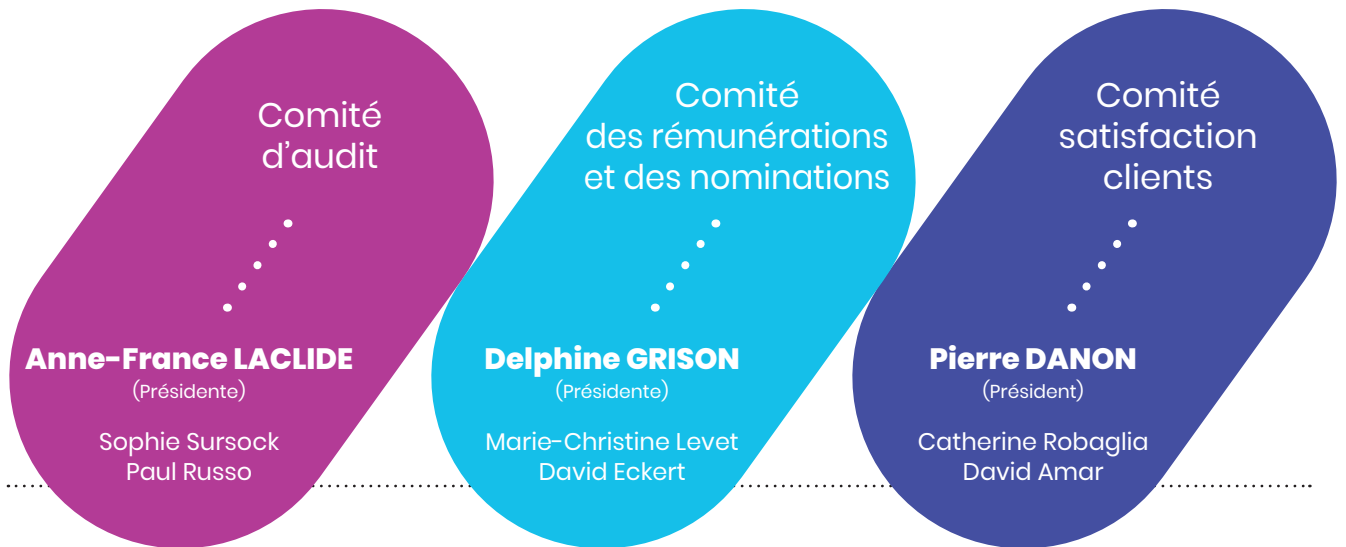 Comité
d’audit
Anne-France LACLIDE
(Présidente)
Sophie Sursock
Paul Russo
Comité
des rémunérations
et des nominations
Delphine GRISON
(Présidente)
Marie-Christine Levet
David Eckert
Comité
satisfaction
clients
Pierre DANON
(Président)
Catherine Robaglia
David Amar